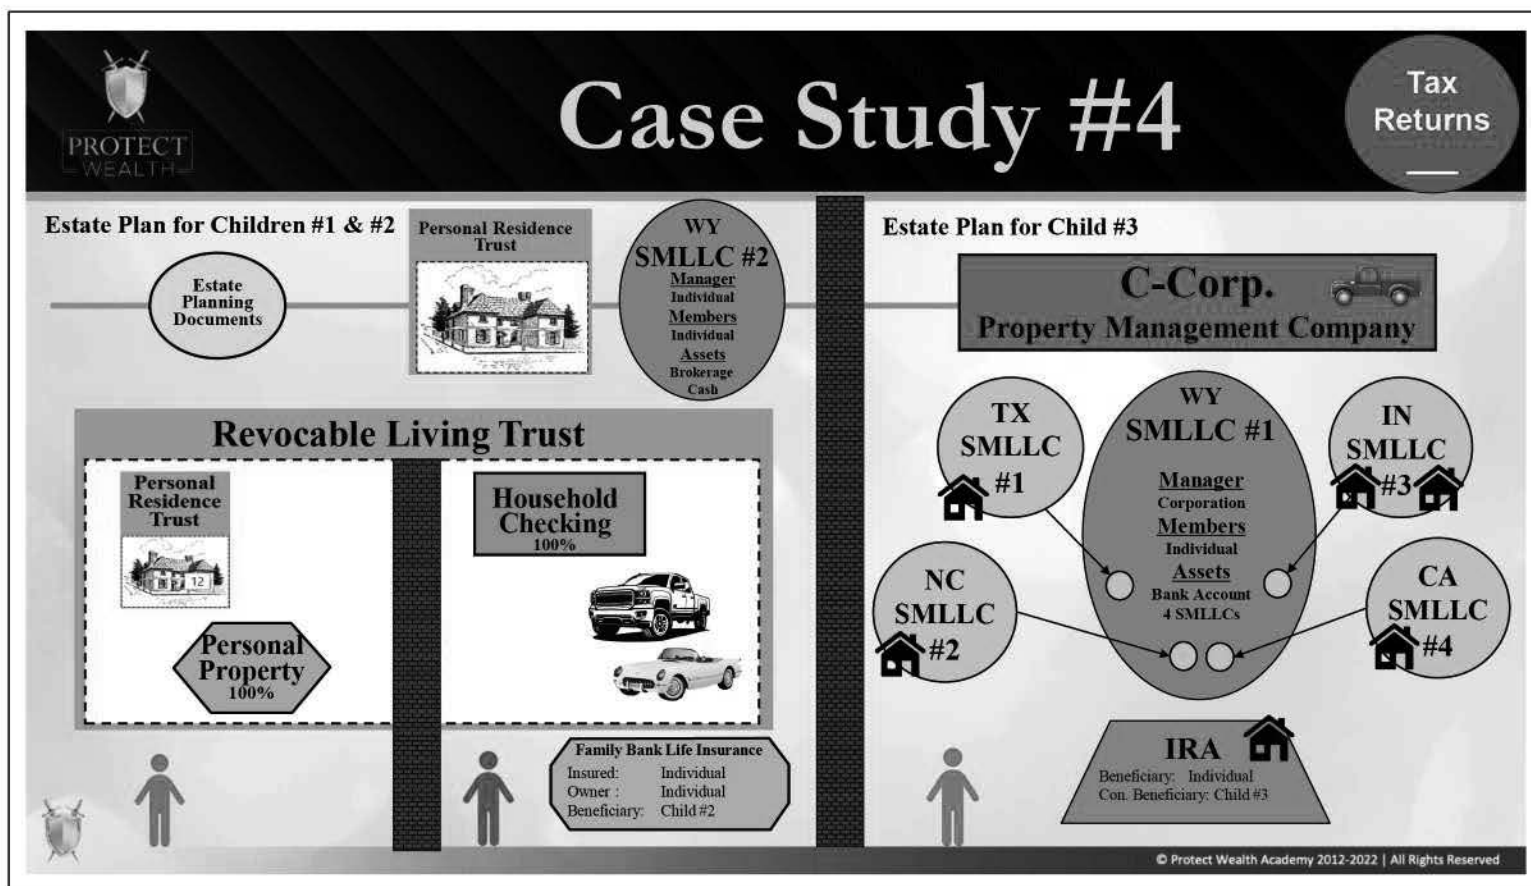 PROTECT
WEALTH
Case Study #4
Tax
Returns
Estate Plan for Children #1 & #2
Estate
Planning
Documents
Personal Residence
Trust
WY
SMLLC #2
Manager
Individual
Members
Individual
Assets
Brokerage
Cash
Revocable Living Trust
Personal
Residence
Trust
12
Personal
Property
100%
Household
Checking
100%
Family Bank Life Insurance
Insured: Individual
Owner : Individual
Beneficiary: Child #2
Estate Plan for Child #3
C-Corp.
Property Management Company
TX
SMLLC
#1
WY
SMLLC #1
Manager
Corporation
Members
Individual
Assets
Bank Account
4 SMLLCs
IN
SMLLC
#3
NC
SMLLC
#2
CA
SMLLC
#4
IRA
Beneficiary: Individual
Con. Beneficiary: Child #3
© Protect Wealth Academy 2012-2022 | All Rights Reserved